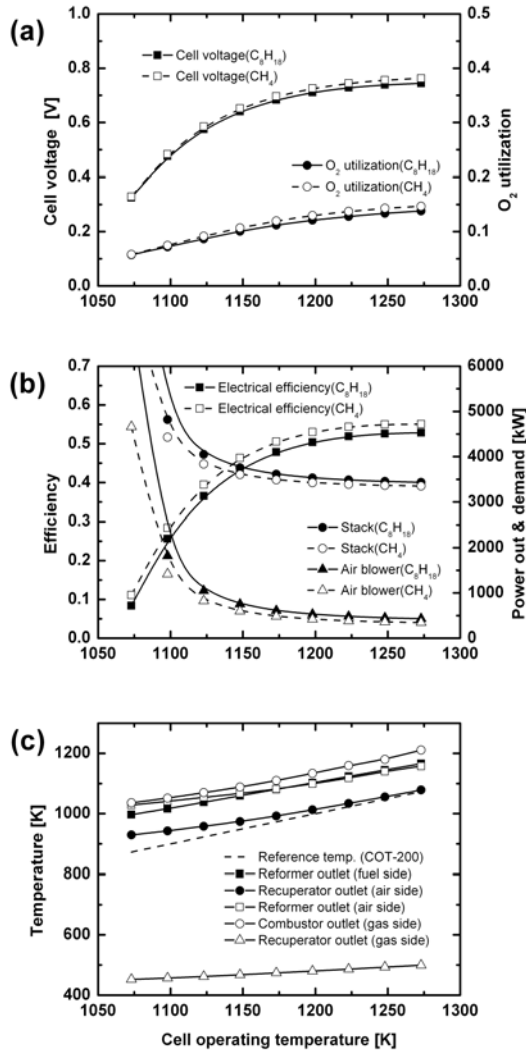 (a)
Cell voltage(C8H18)
Cell voltage(CH4)
O2 utilization(C8H18)
O2 utilization(CH4)
Cell voltage [V]
O2 utilization
1.0
0.8
0.6
0.4
0.2
0.0
0.5
0.4
0.3
0.2
0.1
0.0
1050 1100 1150 1200 1250 1300
(b)
Electrical efficiency(C8H18)
Electrical efficiency(CH4)
Stack(C8H18)
Stack(CH4)
Air blower(C8H18)
Air blower(CH4)
Efficiency
Power out & demand [kW]
0.7
0.6
0.5
0.4
0.3
0.2
0.1
0.0
6000
5000
4000
3000
2000
1000
0
1050 1100 1150 1200 1250 1300
(c)
Reference temp. (COT-200)
Reformer outlet (fuel side)
Recuperator outlet (air side)
Reformer outlet (air side)
Combustor outlet (gas side)
Recuperator outlet (gas side)
Temperature [K]
1200
1000
800
600
400
1050 1100 1150 1200 1250 1300
Cell operating temperature [K]